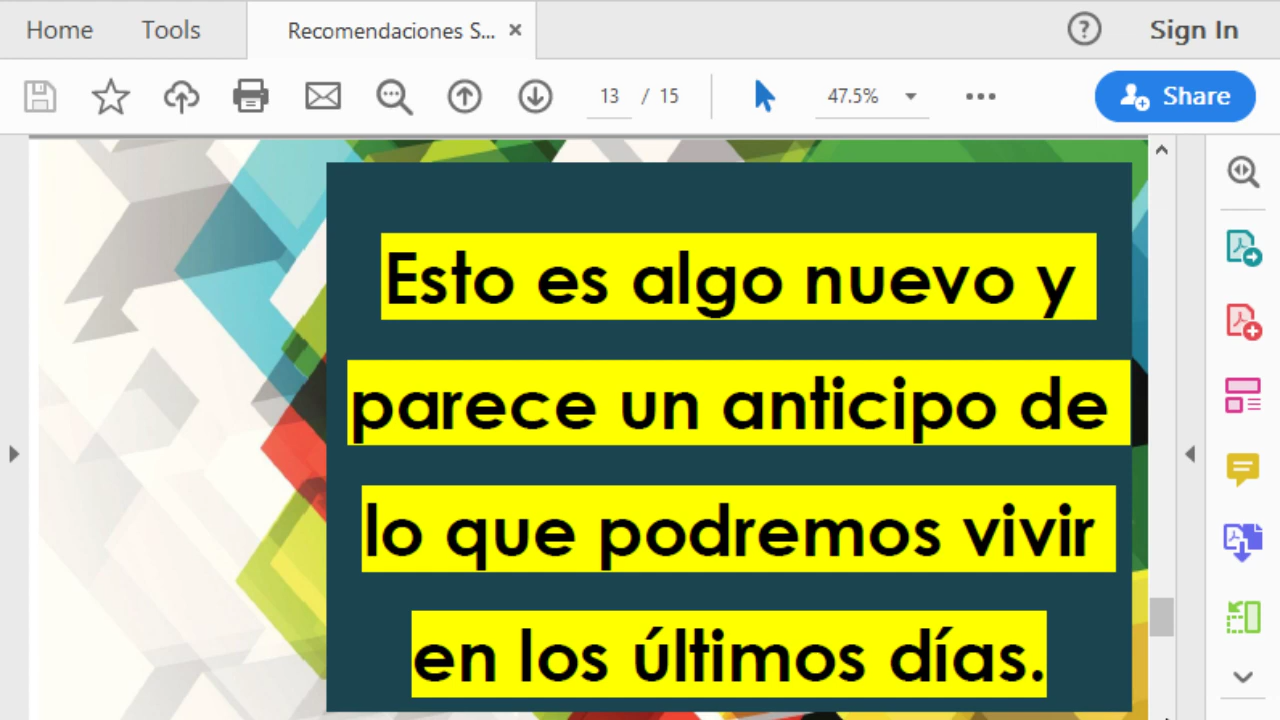 Home Tools Recomendaciones S... Sign In
13 / 15 47.5% Share
Esto es algo nuevo y
parece un anticipo de
lo que podremos vivir
en los últimos días.